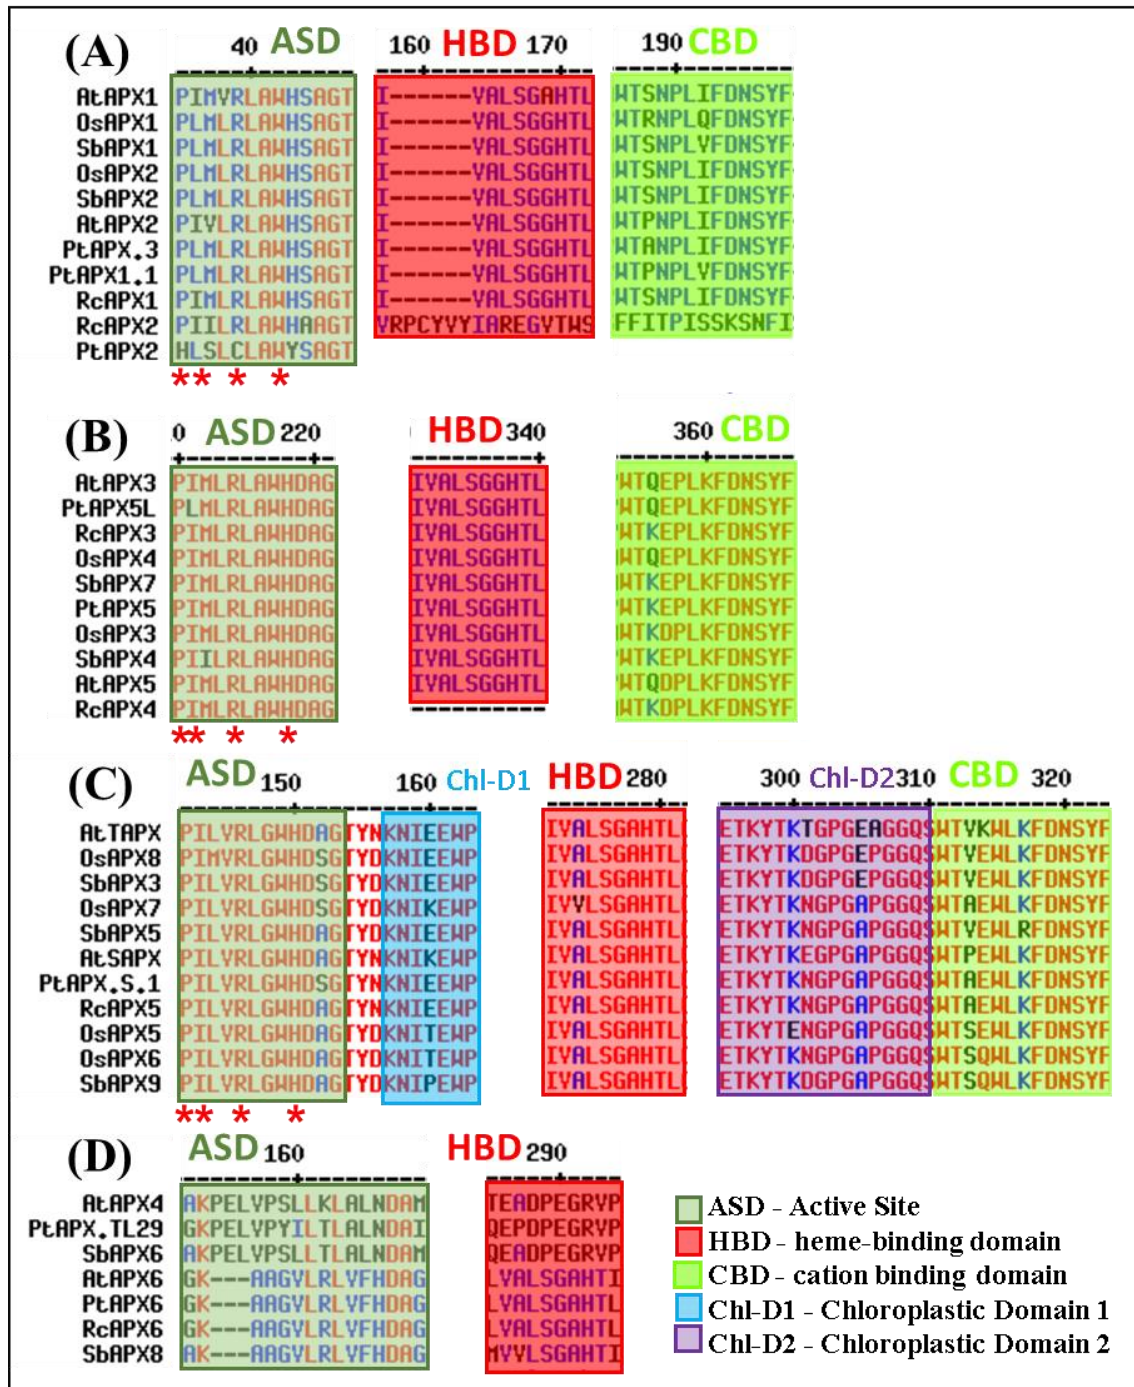 (A) 40 ASD 160 HBD 170 190 CBD
AtAPX1 PIMVRLAWHSAGT I------VALSGAHTL WTSNPLIFDNSYF
OsAPX1 PLMLRLAWHSAGT I------VALSGGHTL WTRNPLQFDNSYF
SbAPX1 PLMLRLAWHSAGT I------VALSGGHTL WTSNPLVFDNSYF
OsAPX2 PLMLRLAWHSAGT I------VALSGGHTL WTSNPLIFDNSYF
SbAPX2 PLMLRLAWHSAGT I------VALSGGHTL WTSNPLIFDNSYF
AtAPX2 PIVLRLAWHSAGT I------VALSGGHTL WTPNPLIFDNSYF
PtAPX.3 PLMLRLAWHSAGT I------VALSGGHTL WTANPLIFDNSYF
PtAPX1.1 PLMLRLAWHSAGT I------VALSGGHTL WTPNPLVFDNSYF
RcAPX1 PIMLRLAWHSAGT I------VALSGGHTL WTSNPLIFDNSYF
RcAPX2 PIILRLAWHAAGT VRPCYVYIAREGVTWS FFITPISSKSNFIS
PtAPX2 HLSLCLAWYSAGT
** * *
(B) 0 ASD 220 HBD 340 360 CBD
AtAPX3 PIMLRLAWHDAG IVALSGGHTL WTQEPLKFDNSYF
PtAPX5L PLMLRLAWHDAG IVALSGGHTL WTQEPLKFDNSYF
RcAPX3 PIMLRLAWHDAG IVALSGGHTL WTKEPLKFDNSYF
OsAPX4 PIMLRLAWHDAG IVALSGGHTL WTQEPLKFDNSYF
SbAPX7 PIMLRLAWHDAG IVALSGGHTL WTKEPLKFDNSYF
PtAPX5 PIMLRLAWHDAG IVALSGGHTL WTKEPLKFDNSYF
OsAPX3 PIMLRLAWHDAG IVALSGGHTL WTKDPLKFDNSYF
SbAPX4 PIILRLAWHDAG IVALSGGHTL WTKEPLKFDNSYF
AtAPX5 PIMLRLAWHDAG IVALSGGHTL WTQDPLKFDNSYF
RcAPX4 PIMLRLAWHDAG ---------- WTKDPLKFDNSYF
** * *
(C) ASD 150 160 Chl-D1 HBD 280 300 Chl-D2 310 CBD 320
AtTAPX PILVRLGWHDAGTYNKNIEEWP IVALSGAHTL ETKYTKTGPGEAGGQSWTVKWLKFDNSYF
OsAPX8 PIMVRLGWHDSGTYDKNIEEWP IVALSGAHTL ETKYTKDGPGEPGGQSWTVEWLKFDNSYF
SbAPX3 PILVRLGWHDSGTYDKNIEEWP IVALSGAHTL ETKYTKDGPGEPGGQSWTVEWLKFDNSYF
OsAPX7 PILVRLGWHDSGTYDKNIKEWP IVVLSGAHTL ETKYTKNGPGAPGGQSWTAEWLKFDNSYF
SbAPX5 PILVRLGWHDAGTYDKNIEEWP IVALSGAHTL ETKYTKNGPGAPGGQSWTVEWLRFDNSYF
AtSAPX PILVRLGWHDAGTYNKNIEEWP IVALSGAHTL ETKYTKEGPGAPGGQSWTPEWLKFDNSYF
PtAPX.S.1 PILVRLGWHDSGTYNKNIEEWP IVALSGAHTL ETKYTKNGPGAPGGQSWTAEWLKFDNSYF
RcAPX5 PILVRLGWHDAGTYNKNIEEWP IVALSGAHTL ETKYTKNGPGAPGGQSWTAEWLKFDNSYF
OsAPX5 PILVRLGWHDAGTYDKNITEWP IVALSGAHTL ETKYTENGPGAPGGQSWTSEWLKFDNSYF
OsAPX6 PILVRLGWHDAGTYDKNITEWP IVALSGAHTL ETKYTKNGPGAPGGQSWTSQWLKFDNSYF
SbAPX9 PILVRLGWHDAGTYDKNIPEWP IVALSGAHTL ETKYTKDGPGAPGGQSWTSQWLKFDNSYF
** * *
(D) ASD 160 HBD 290
AtAPX4 AKPELVPSLLKLALNDAM TEADPEGRVP
PtAPX.TL29 GKPELVPYILTLALNDAI QEPDPEGRVP
SbAPX6 AKPELVPSLLTLALNDAM QEADPEGRVP
AtAPX6 GK---AAGVLRLVFHDAG LVALSGAHTI
PtAPX6 GK---AAGVLRLVFHDAG LVALSGAHTL
RcAPX6 GK---AAGVLRLVFHDAG LVALSGAHTL
SbAPX8 AK---AAGVLRLVFHDAG MVVLSGAHTI
ASD - Active Site
HBD - heme-binding domain
CBD - cation binding domain
Chl-D1 - Chloroplastic Domain 1
Chl-D2 - Chloroplastic Domain 2